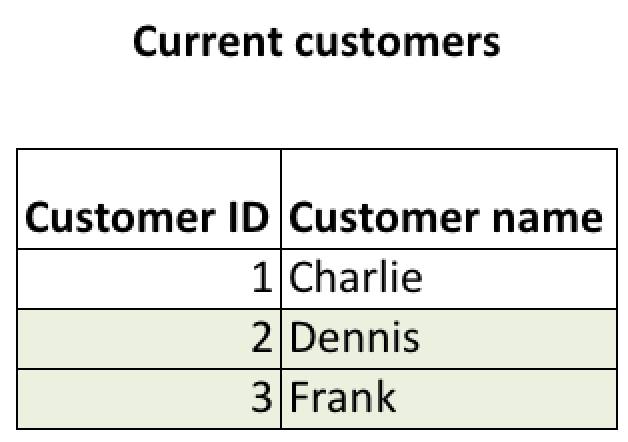 Current customers
Customer ID Customer name
1 Charlie
2 Dennis
3 Frank